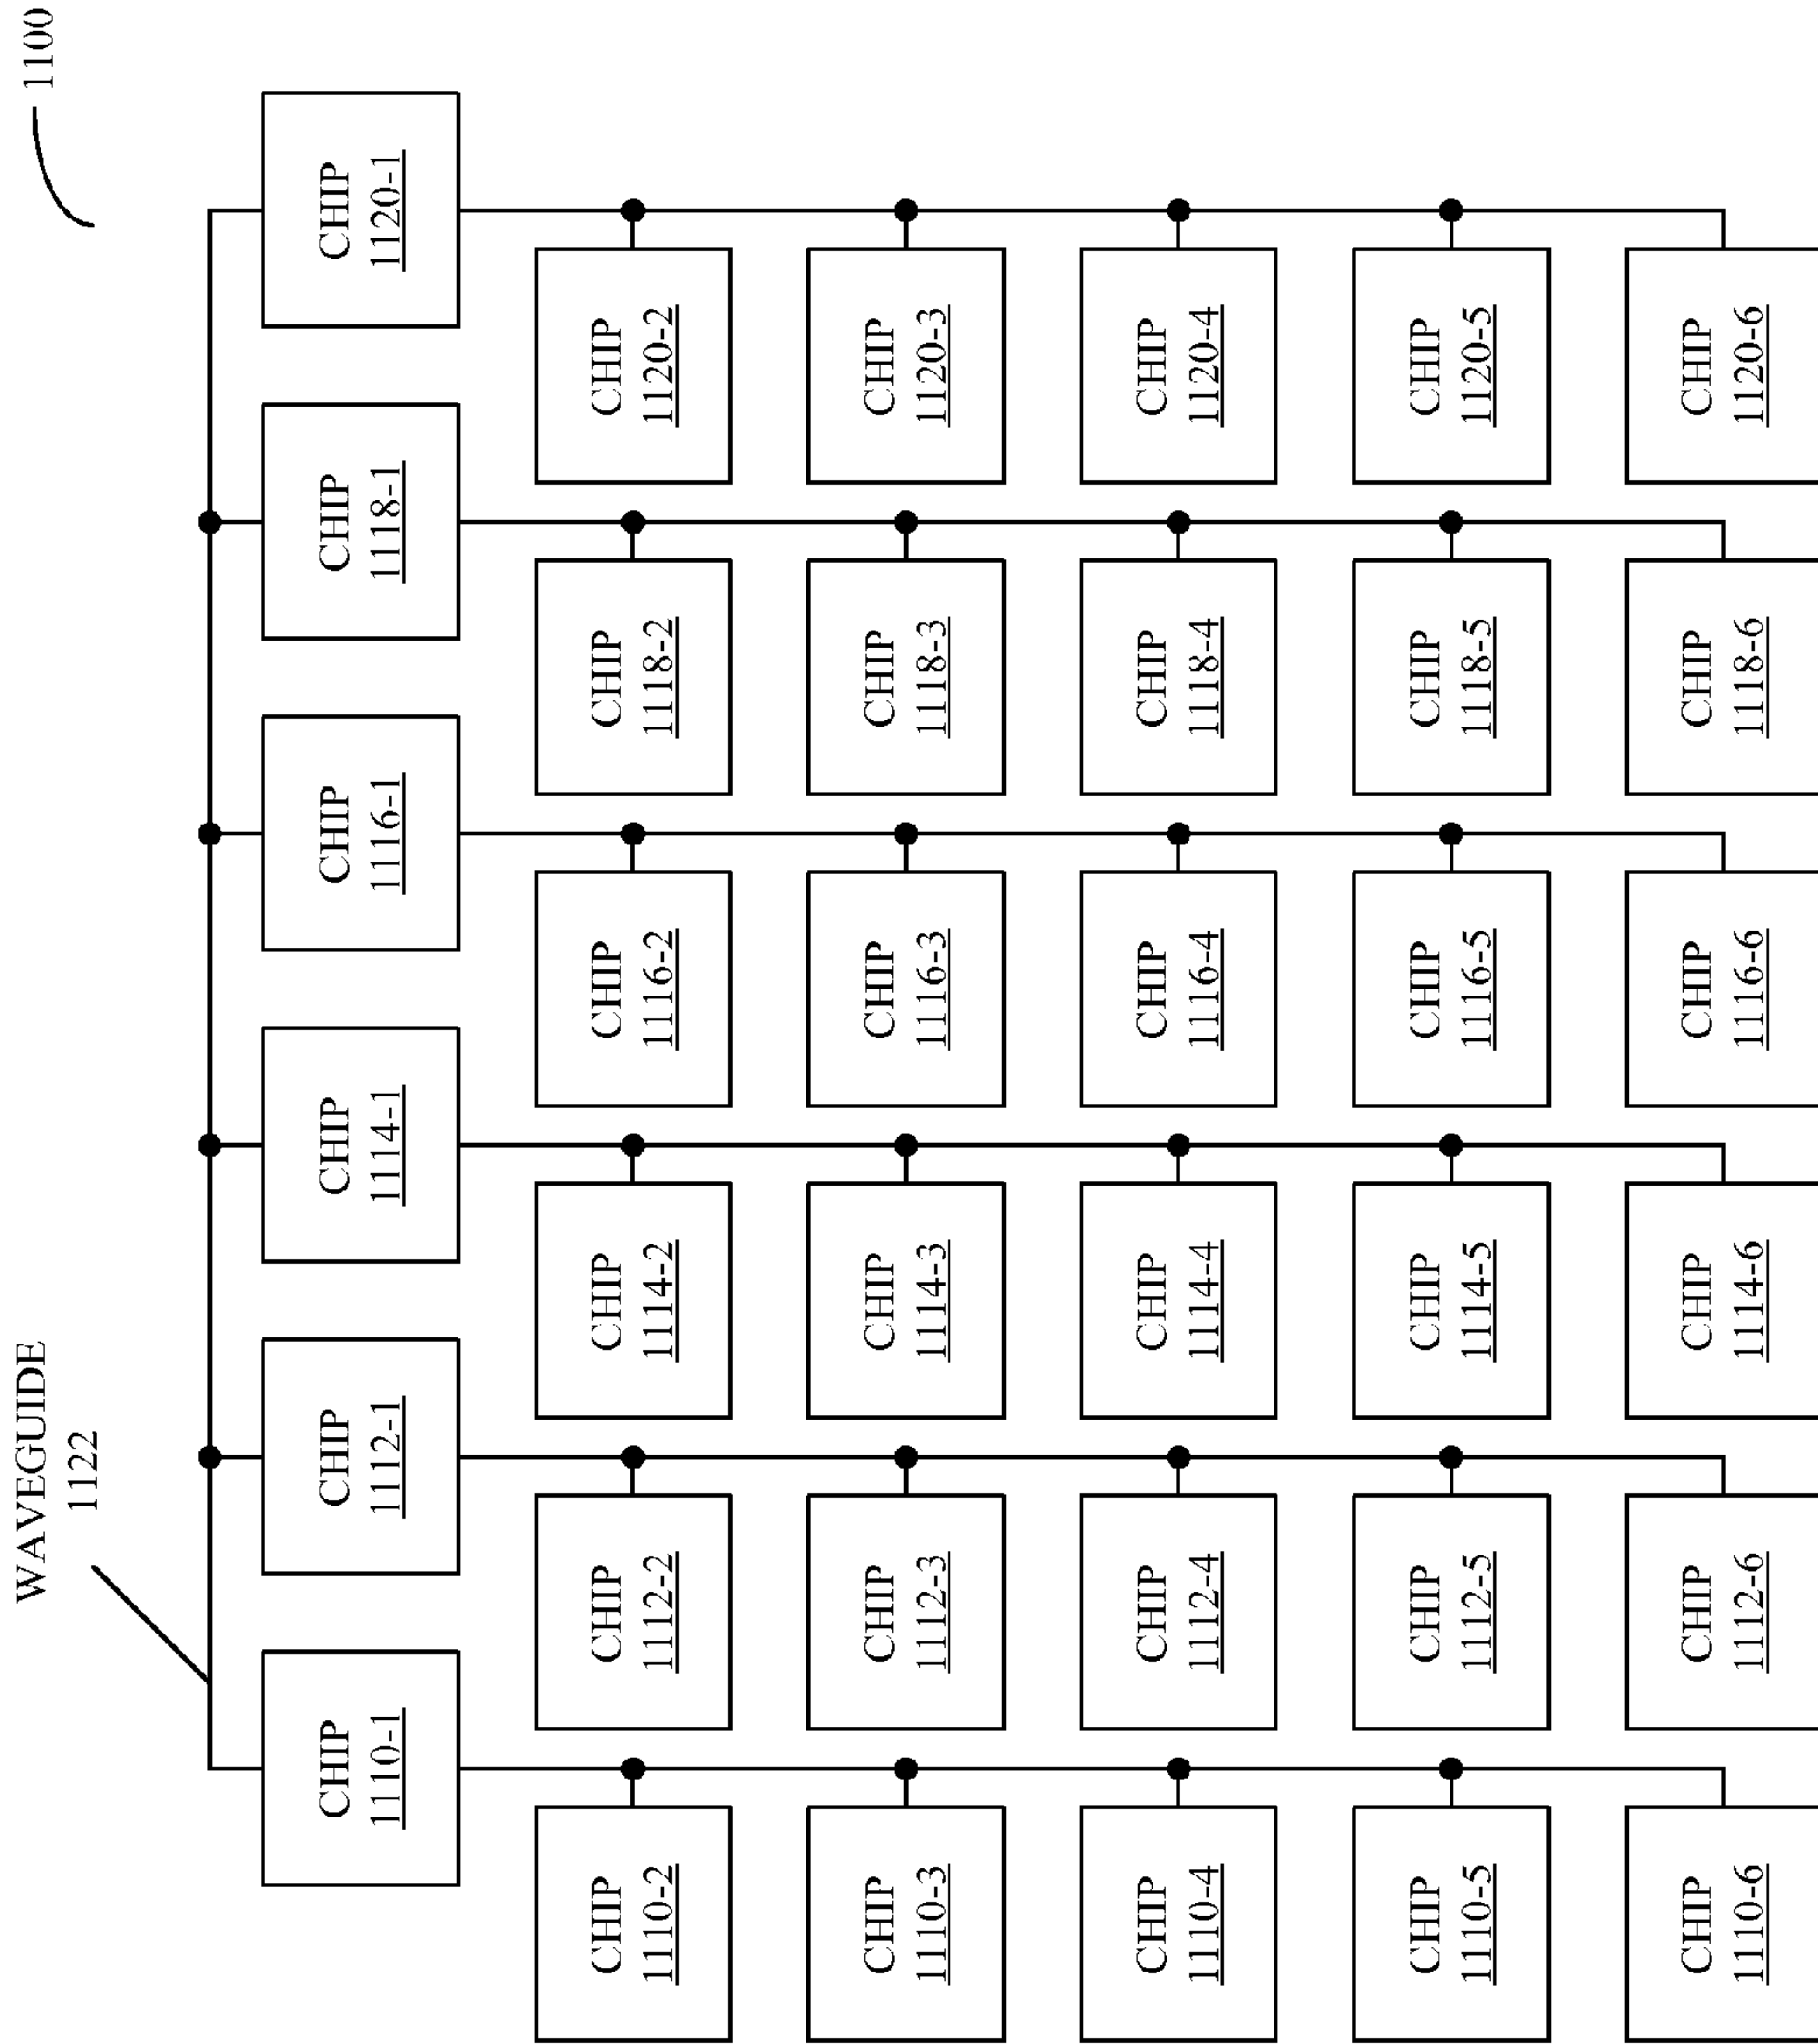 WAVEGUIDE
1122
1100
CHIP
1110-1
CHIP
1112-1
CHIP
1114-1
CHIP
1116-1
CHIP
1118-1
CHIP
1120-1
CHIP
1110-2
CHIP
1112-2
CHIP
1114-2
CHIP
1116-2
CHIP
1118-2
CHIP
1120-2
CHIP
1110-3
CHIP
1112-3
CHIP
1114-3
CHIP
1116-3
CHIP
1118-3
CHIP
1120-3
CHIP
1110-4
CHIP
1112-4
CHIP
1114-4
CHIP
1116-4
CHIP
1118-4
CHIP
1120-4
CHIP
1110-5
CHIP
1112-5
CHIP
1114-5
CHIP
1116-5
CHIP
1118-5
CHIP
1120-5
CHIP
1110-6
CHIP
1112-6
CHIP
1114-6
CHIP
1116-6
CHIP
1118-6
CHIP
1120-6